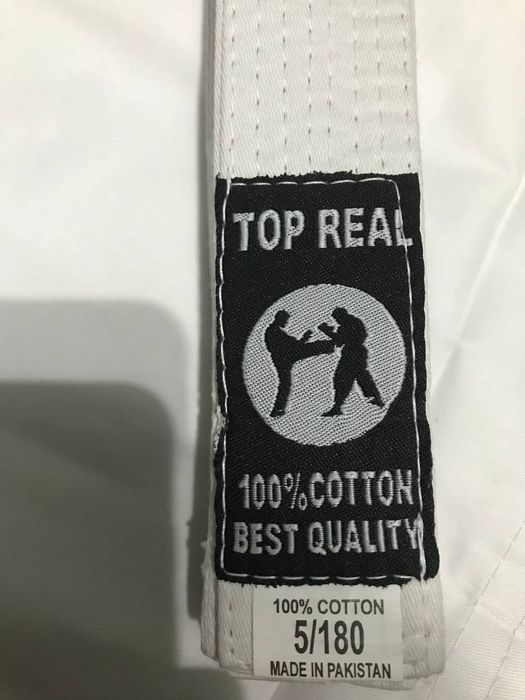 TOP REAL
100% COTTON
BEST QUALITY
100% COTTON
5/180
MADE IN PAKISTAN